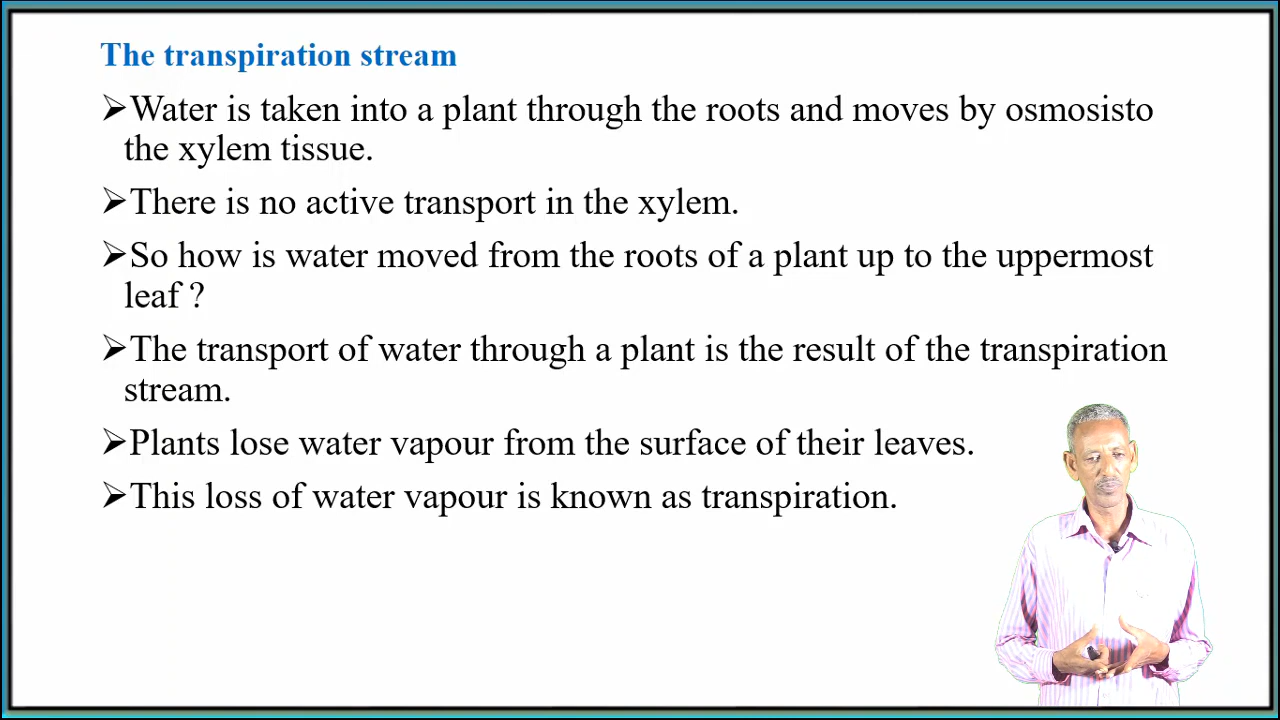 The transpiration stream
➢Water is taken into a plant through the roots and moves by osmosisto
the xylem tissue.
➢There is no active transport in the xylem.
➢So how is water moved from the roots of a plant up to the uppermost
leaf ?
➢The transport of water through a plant is the result of the transpiration
stream.
➢Plants lose water vapour from the surface of their leaves.
➢This loss of water vapour is known as transpiration.